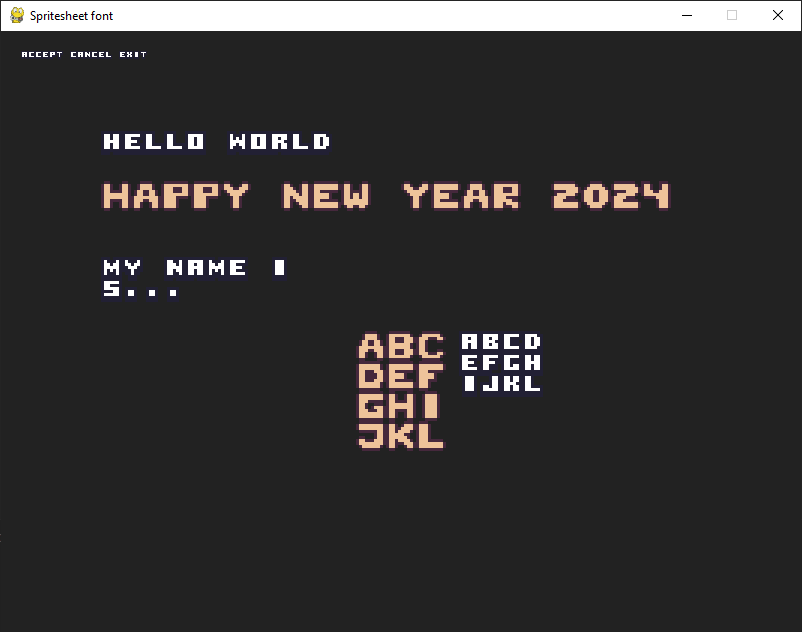 Spritesheet font
ACCEPT CANCEL EXIT
HELLO WORLD
HAPPY NEW YEAR 2024
MY NAME I
S...
ABC
DEF
GHI
JKL
ABCD
EFGH
IJKL